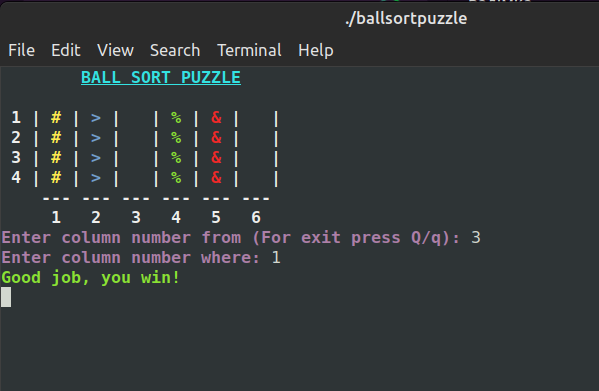 ./ballsortpuzzle
File Edit View Search Terminal Help
BALL SORT PUZZLE
1 | # | > |   | % | & |   |
2 | # | > |   | % | & |   |
3 | # | > |   | % | & |   |
4 | # | > |   | % | & |   |
--- --- --- --- --- ---
1 2 3 4 5 6
Enter column number from (For exit press Q/q): 3
Enter column number where: 1
Good job, you win!